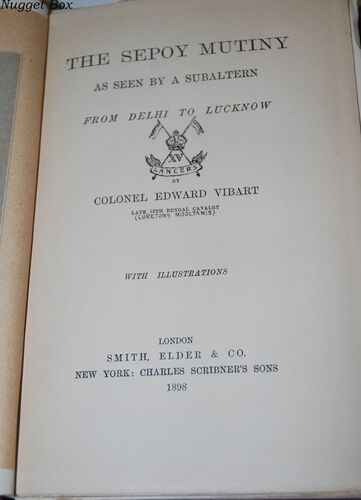 Nugget Box
THE SEPOY MUTINY
AS SEEN BY A SUBALTERN
FROM DELHI TO LUCKNOW
XV
LANCERS
BY
COLONEL EDWARD VIBART
LATE 15TH BENGAL CAVALRY
(CURETON'S MOOLTANIS)
WITH ILLUSTRATIONS
LONDON
SMITH, ELDER & CO.
NEW YORK: CHARLES SCRIBNER'S SONS
1898